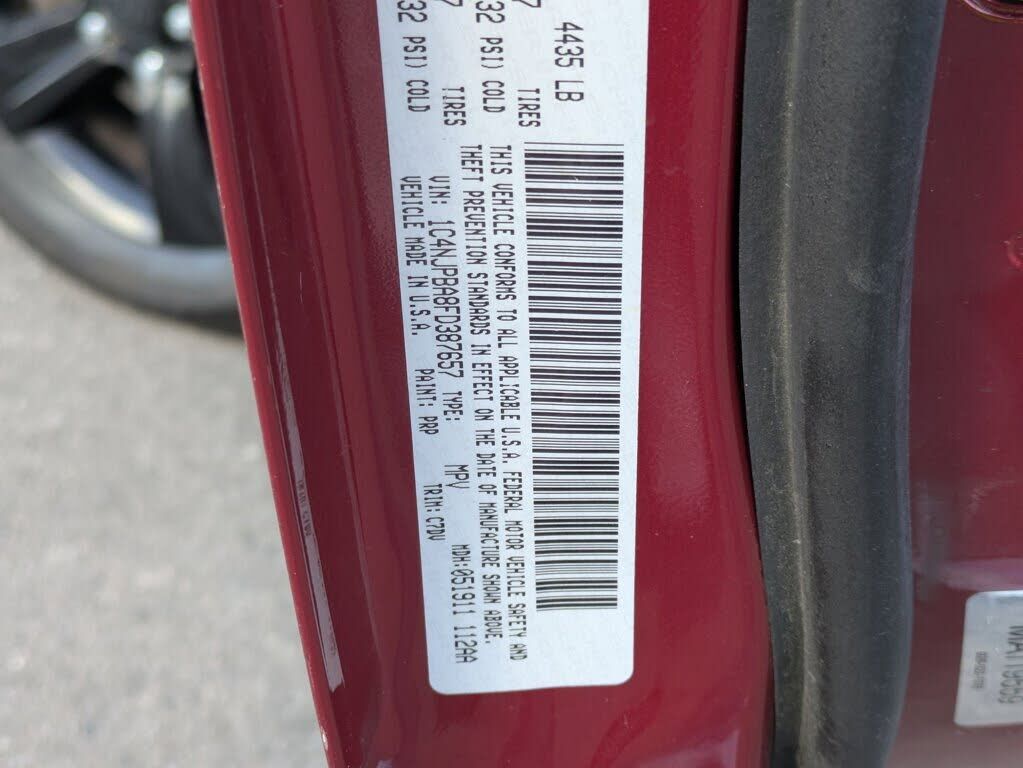 4435 LB
7 TIRES
32 PSI) COLD
7 TIRES
32 PSI) COLD
THIS VEHICLE CONFORMS TO ALL APPLICABLE U.S.A. FEDERAL MOTOR VEHICLE SAFETY AND
THEFT PREVENTION STANDARDS IN EFFECT ON THE DATE OF MANUFACTURE SHOWN ABOVE.
VIN: 1C4NJPBA8FD387657 TYPE: MPV MDH:051911 112AA
VEHICLE MADE IN U.S.A. PAINT: PRP TRIM:C7DV